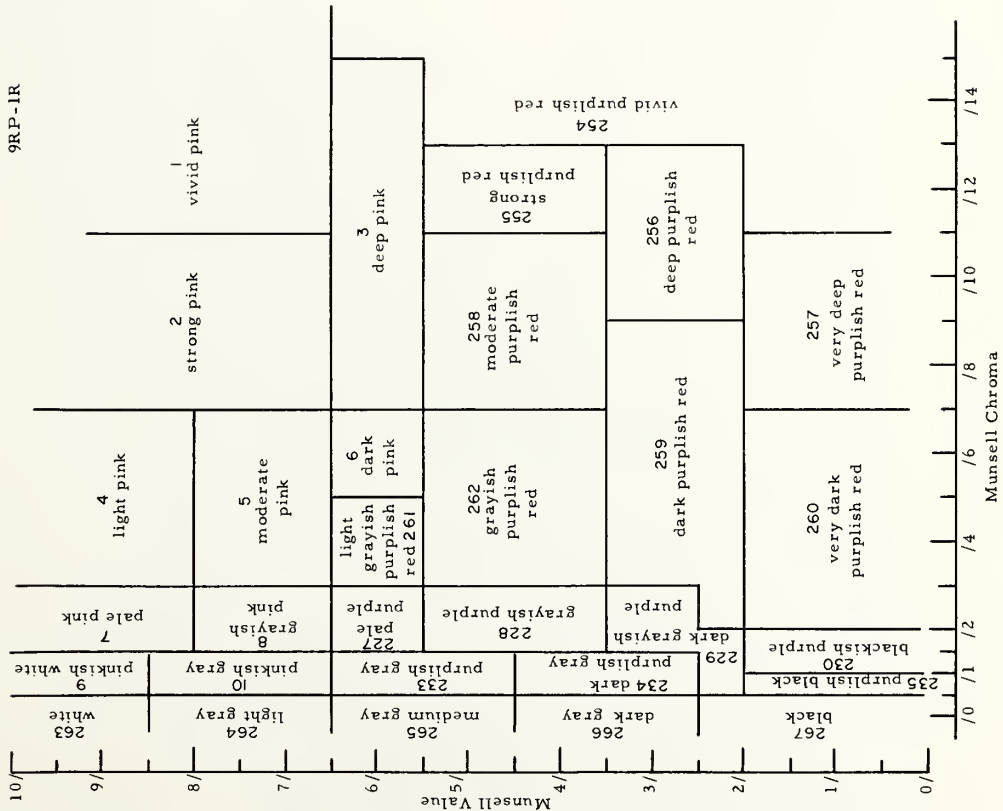 9RP-1R
1
vivid pink
2
strong pink
4
light pink
5
moderate
pink
7
pale pink
8
grayish
pink
9
pinkish white
10
pinkish gray
263
white
264
light gray
3
deep pink
6
dark
pink
light
grayish
purplish
red 261
227
pale
purple
233
purplish gray
265
medium gray
254
vivid purplish red
255
strong
purplish red
258
moderate
purplish
red
262
grayish
purplish
red
228
grayish purple
256
deep purplish
red
259
dark purplish red
229
dark grayish
purple
234 dark
purplish gray
266
dark gray
257
very deep
purplish red
260
very dark
purplish red
230
blackish purple
235
purplish black
267
black
Munsell Value
10/
9/
8/
7/
6/
5/
4/
3/
2/
1/
0/
/0
/1
/2
/4
/6
/8
/10
/12
/14
Munsell Chroma